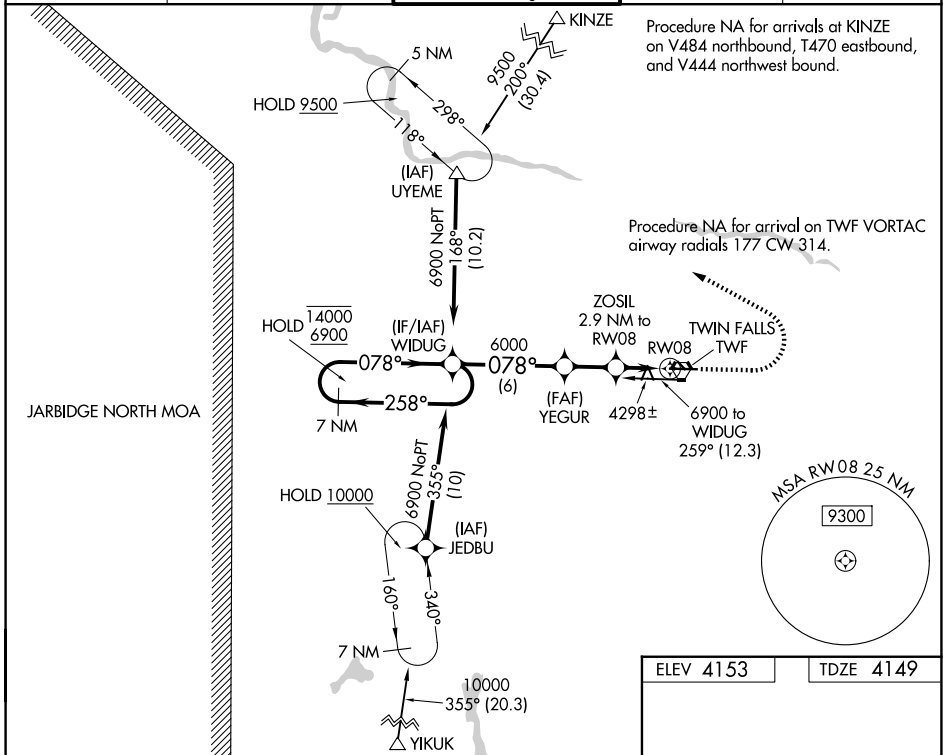 KINZE
Procedure NA for arrivals at KINZE
on V484 northbound, T470 eastbound,
and V444 northwest bound.
5 NM
9500
200°
(30.4)
HOLD 9500
298°
118°
(IAF)
UYEME
6900 NoPT
168°
(10.2)
Procedure NA for arrival on TWF VORTAC
airway radials 177 CW 314.
HOLD 14000
6900
(IF/IAF)
WIDUG
ZOSIL
2.9 NM to
RW08
TWIN FALLS
TWF
RW08
6000
078°
078°
(6)
258°
7 NM
(FAF)
YEGUR
4298±
6900 to
WIDUG
259° (12.3)
JARBIDGE NORTH MOA
6900 NoPT
355°
(10)
HOLD 10000
(IAF)
JEDBU
160°
340°
7 NM
10000
355° (20.3)
YIKUK
MSA RW08 25 NM
9300
ELEV 4153
TDZE 4149